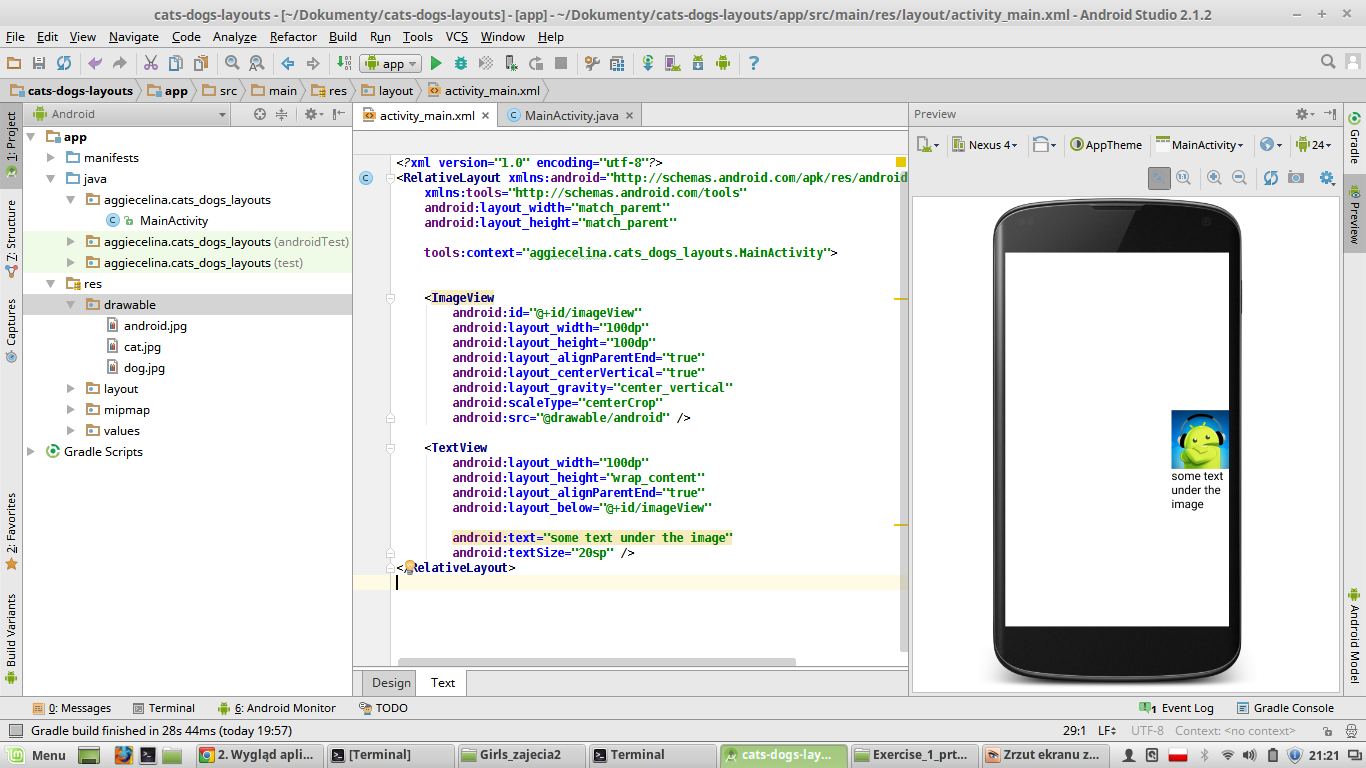 cats-dogs-layouts - [~/Dokumenty/cats-dogs-layouts] - [app] - ~/Dokumenty/cats-dogs-layouts/app/src/main/res/layout/activity_main.xml - Android Studio 2.1.2
File Edit View Navigate Code Analyze Refactor Build Run Tools VCS Window Help
app
cats-dogs-layouts app src main res layout activity_main.xml
1: Project
7: Structure
Captures
2: Favorites
Build Variants
Android
app
manifests
java
aggiecelina.cats_dogs_layouts
MainActivity
aggiecelina.cats_dogs_layouts (androidTest)
aggiecelina.cats_dogs_layouts (test)
res
drawable
android.jpg
cat.jpg
dog.jpg
layout
mipmap
values
Gradle Scripts
activity_main.xml MainActivity.java
<?xml version="1.0" encoding="utf-8"?>
<RelativeLayout xmlns:android="http://schemas.android.com/apk/res/android
xmlns:tools="http://schemas.android.com/tools"
android:layout_width="match_parent"
android:layout_height="match_parent"
tools:context="aggiecelina.cats_dogs_layouts.MainActivity">
<ImageView
android:id="@+id/imageView"
android:layout_width="100dp"
android:layout_height="100dp"
android:layout_alignParentEnd="true"
android:layout_centerVertical="true"
android:layout_gravity="center_vertical"
android:scaleType="centerCrop"
android:src="@drawable/android" />
<TextView
android:layout_width="100dp"
android:layout_height="wrap_content"
android:layout_alignParentEnd="true"
android:layout_below="@+id/imageView"
android:text="some text under the image"
android:textSize="20sp" />
</RelativeLayout>
Design Text
Preview
Nexus 4 AppTheme MainActivity 24
some text
under the
image
Gradle
Preview
Android Model
0: Messages Terminal 6: Android Monitor TODO 1 Event Log Gradle Console
Gradle build finished in 28s 44ms (today 19:57) 29:1 LF UTF-8 Context: <no context>
Menu 2. Wygląd apli... [Terminal] Girls_zajecia2 Terminal cats-dogs-lay... Exercise_1_prt... Zrzut ekranu z... 21:21